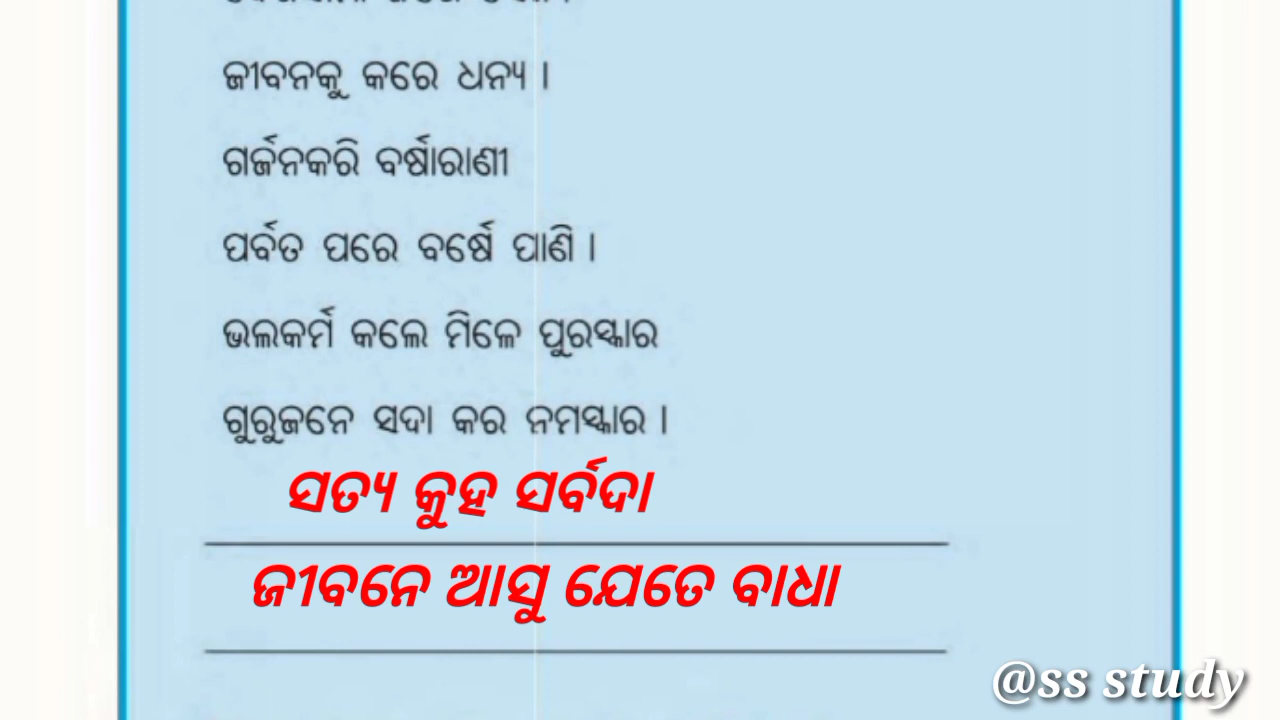 ଜୀବନକୁ କରେ ଧନ୍ୟ ।
ଗର୍ଜନକରି ବର୍ଷାରାଣୀ
ପର୍ବତ ପରେ ବର୍ଷେ ପାଣି ।
ଭଲକର୍ମ କଲେ ମିଳେ ପୁରସ୍କାର
ଗୁରୁଜନେ ସଦା କର ନମସ୍କାର ।
ସତ୍ୟ କୁହ ସର୍ବଦା
ଜୀବନେ ଆସୁ ଯେତେ ବାଧା
@ss study